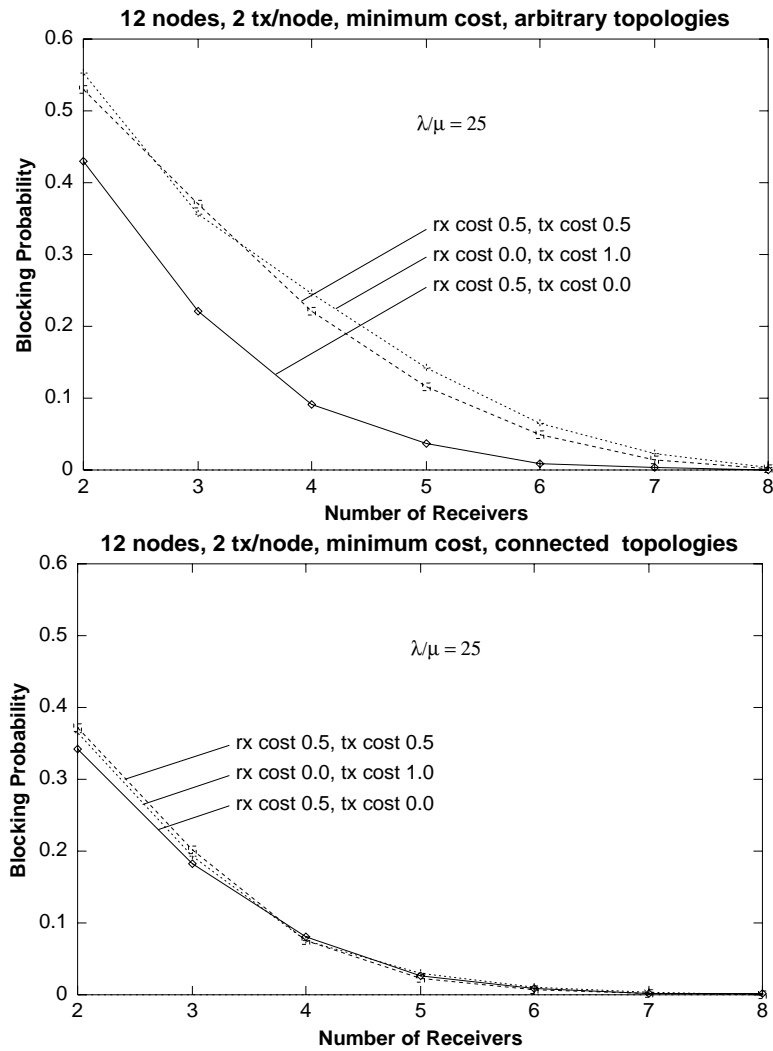 12 nodes, 2 tx/node, minimum cost, arbitrary topologies
0.6
0.5
0.4
0.3
0.2
0.1
0
Blocking Probability
λ/μ = 25
rx cost 0.5, tx cost 0.5
rx cost 0.0, tx cost 1.0
rx cost 0.5, tx cost 0.0
2 3 4 5 6 7 8
Number of Receivers
12 nodes, 2 tx/node, minimum cost, connected topologies
0.6
0.5
0.4
0.3
0.2
0.1
0
Blocking Probability
λ/μ = 25
rx cost 0.5, tx cost 0.5
rx cost 0.0, tx cost 1.0
rx cost 0.5, tx cost 0.0
2 3 4 5 6 7 8
Number of Receivers